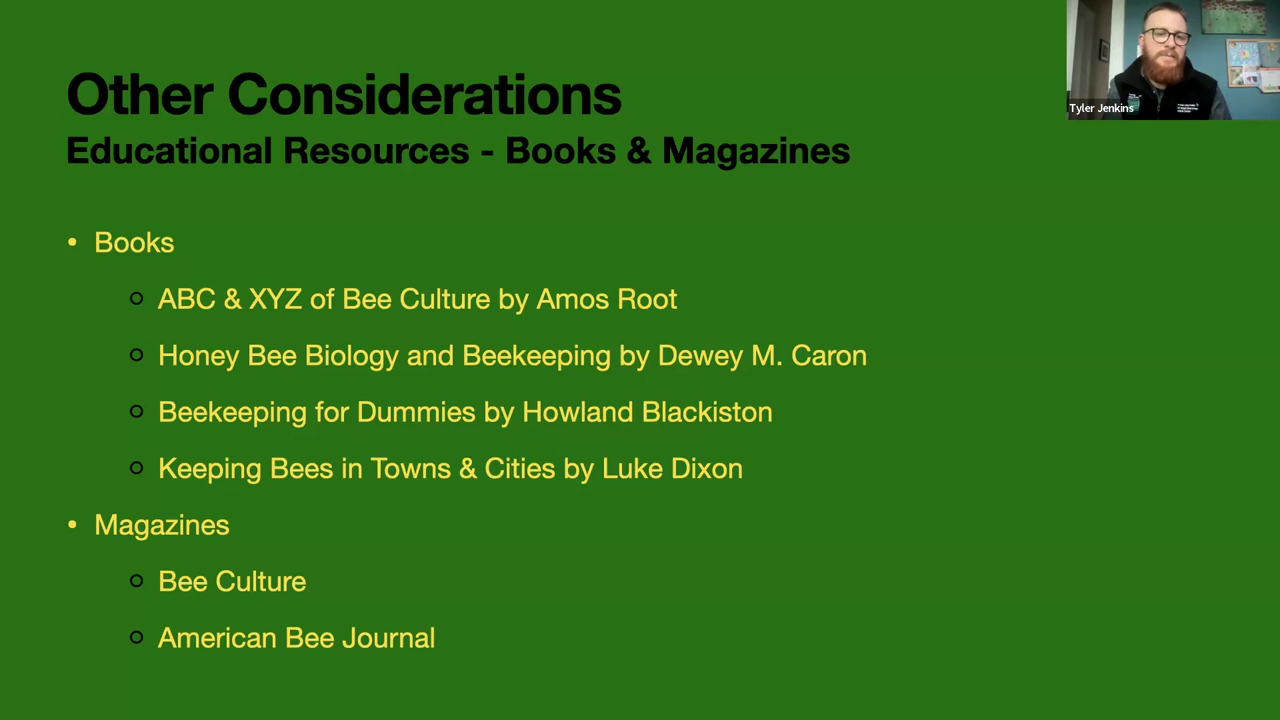 Other Considerations
Educational Resources - Books & Magazines
• Books
ABC & XYZ of Bee Culture by Amos Root
Honey Bee Biology and Beekeeping by Dewey M. Caron
Beekeeping for Dummies by Howland Blackiston
Keeping Bees in Towns & Cities by Luke Dixon
• Magazines
Bee Culture
American Bee Journal
Tyler Jenkins